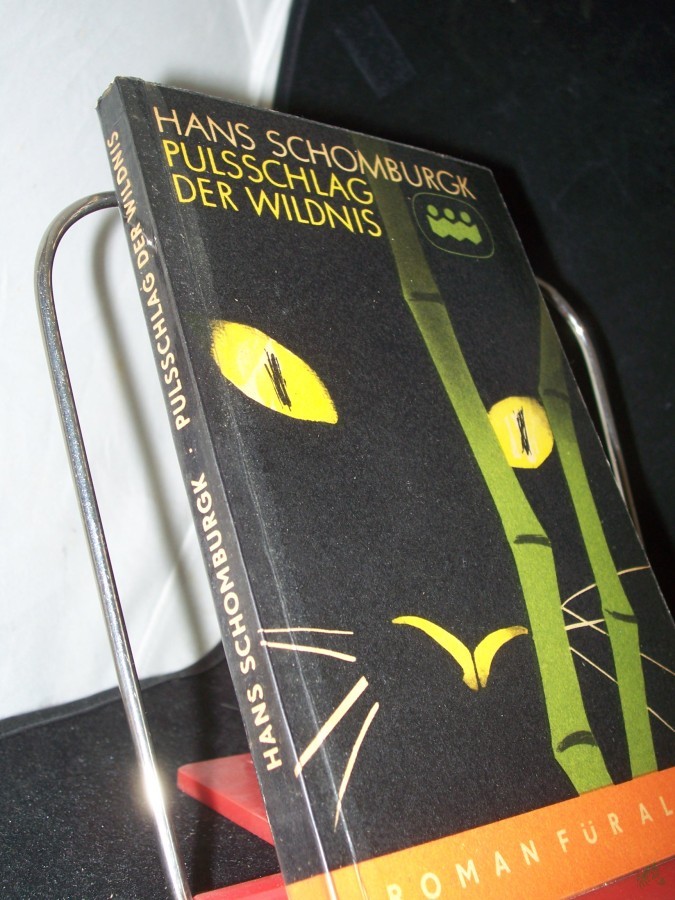 HANS SCHOMBURGK
PULSSCHLAG
DER WILDNIS
HANS SCHOMBURGK · PULSSCHLAG DER WILDNIS
ROMAN FÜR AL